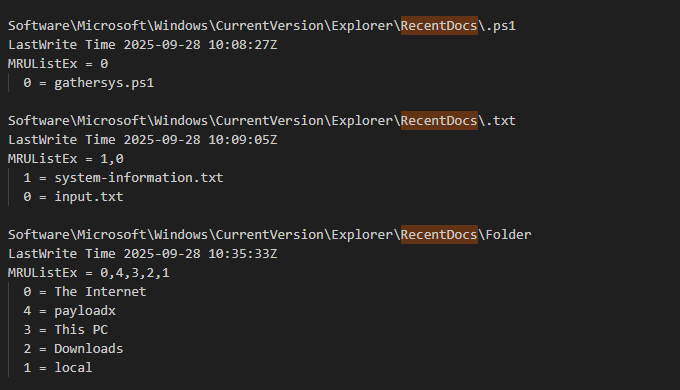 Software\Microsoft\Windows\CurrentVersion\Explorer\RecentDocs\.ps1
LastWrite Time 2025-09-28 10:08:27Z
MRUListEx = 0
0 = gathersys.ps1
Software\Microsoft\Windows\CurrentVersion\Explorer\RecentDocs\.txt
LastWrite Time 2025-09-28 10:09:05Z
MRUListEx = 1,0
1 = system-information.txt
0 = input.txt
Software\Microsoft\Windows\CurrentVersion\Explorer\RecentDocs\Folder
LastWrite Time 2025-09-28 10:35:33Z
MRUListEx = 0,4,3,2,1
0 = The Internet
4 = payloadx
3 = This PC
2 = Downloads
1 = local